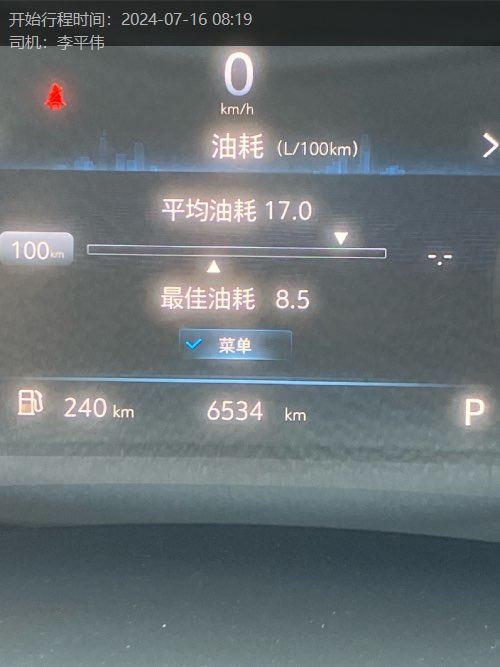 开始行程时间：2024-07-16 08:19
司机：李平伟
0
km/h
油耗 (L/100km)
平均油耗 17.0
100km
-.-
最佳油耗 8.5
菜单
240 km 6534 km P